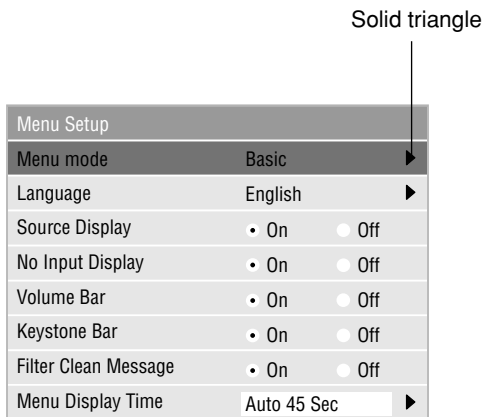 Solid triangle
Menu Setup
Menu mode Basic
Language English
Source Display On Off
No Input Display On Off
Volume Bar On Off
Keystone Bar On Off
Filter Clean Message On Off
Menu Display Time Auto 45 Sec